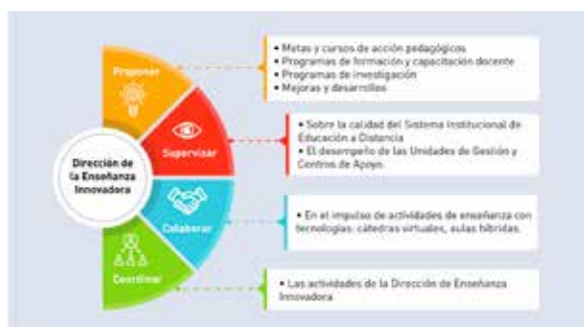 Proponer
• Metas y cursos de acción pedagógicos
• Programas de formación y capacitación docente
• Programas de investigación
• Mejoras y desarrollos
Supervisar
• Sobre la calidad del Sistema Institucional de
Educación a Distancia
• El desempeño de las Unidades de Gestión y
Centros de Apoyo.
Dirección de
la Enseñanza
Innovadora
Colaborar
• En el impulso de actividades de enseñanza con
tecnologías: cátedras virtuales, aulas híbridas.
Coordinar
• Las actividades de la Dirección de Enseñanza
Innovadora